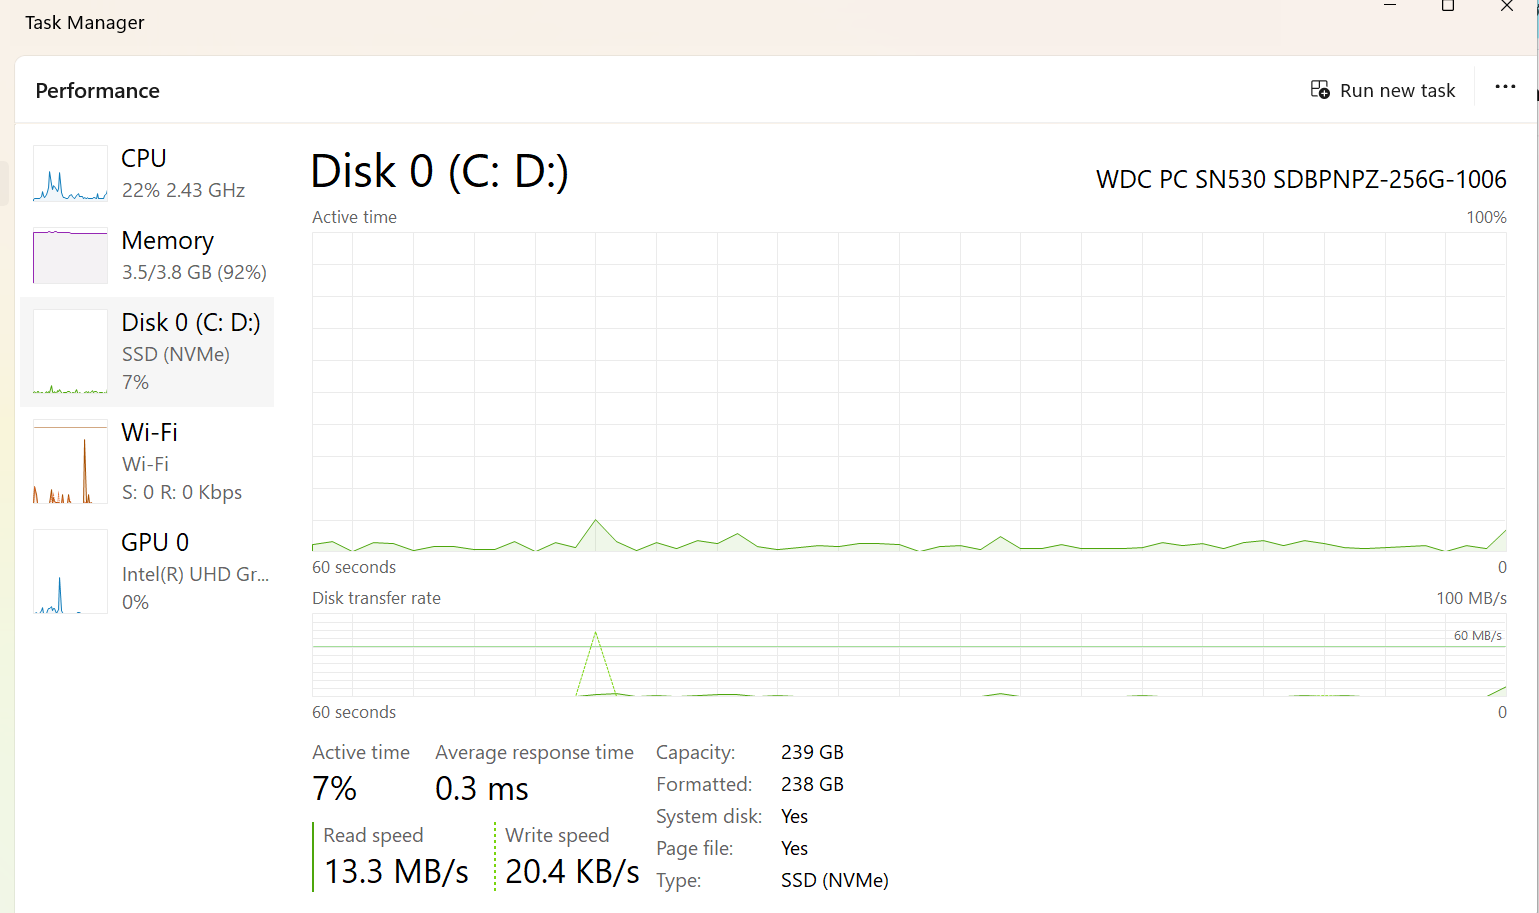 Task Manager
Performance
Run new task
CPU
22% 2.43 GHz
Memory
3.5/3.8 GB (92%)
Disk 0 (C: D:)
SSD (NVMe)
7%
Wi-Fi
Wi-Fi
S: 0 R: 0 Kbps
GPU 0
Intel(R) UHD Gr...
0%
Disk 0 (C: D:)
WDC PC SN530 SDBPNPZ-256G-1006
Active time
100%
60 seconds
0
Disk transfer rate
100 MB/s
60 MB/s
60 seconds
0
Active time
7%
Average response time
0.3 ms
Read speed
13.3 MB/s
Write speed
20.4 KB/s
Capacity: 239 GB
Formatted: 238 GB
System disk: Yes
Page file: Yes
Type: SSD (NVMe)